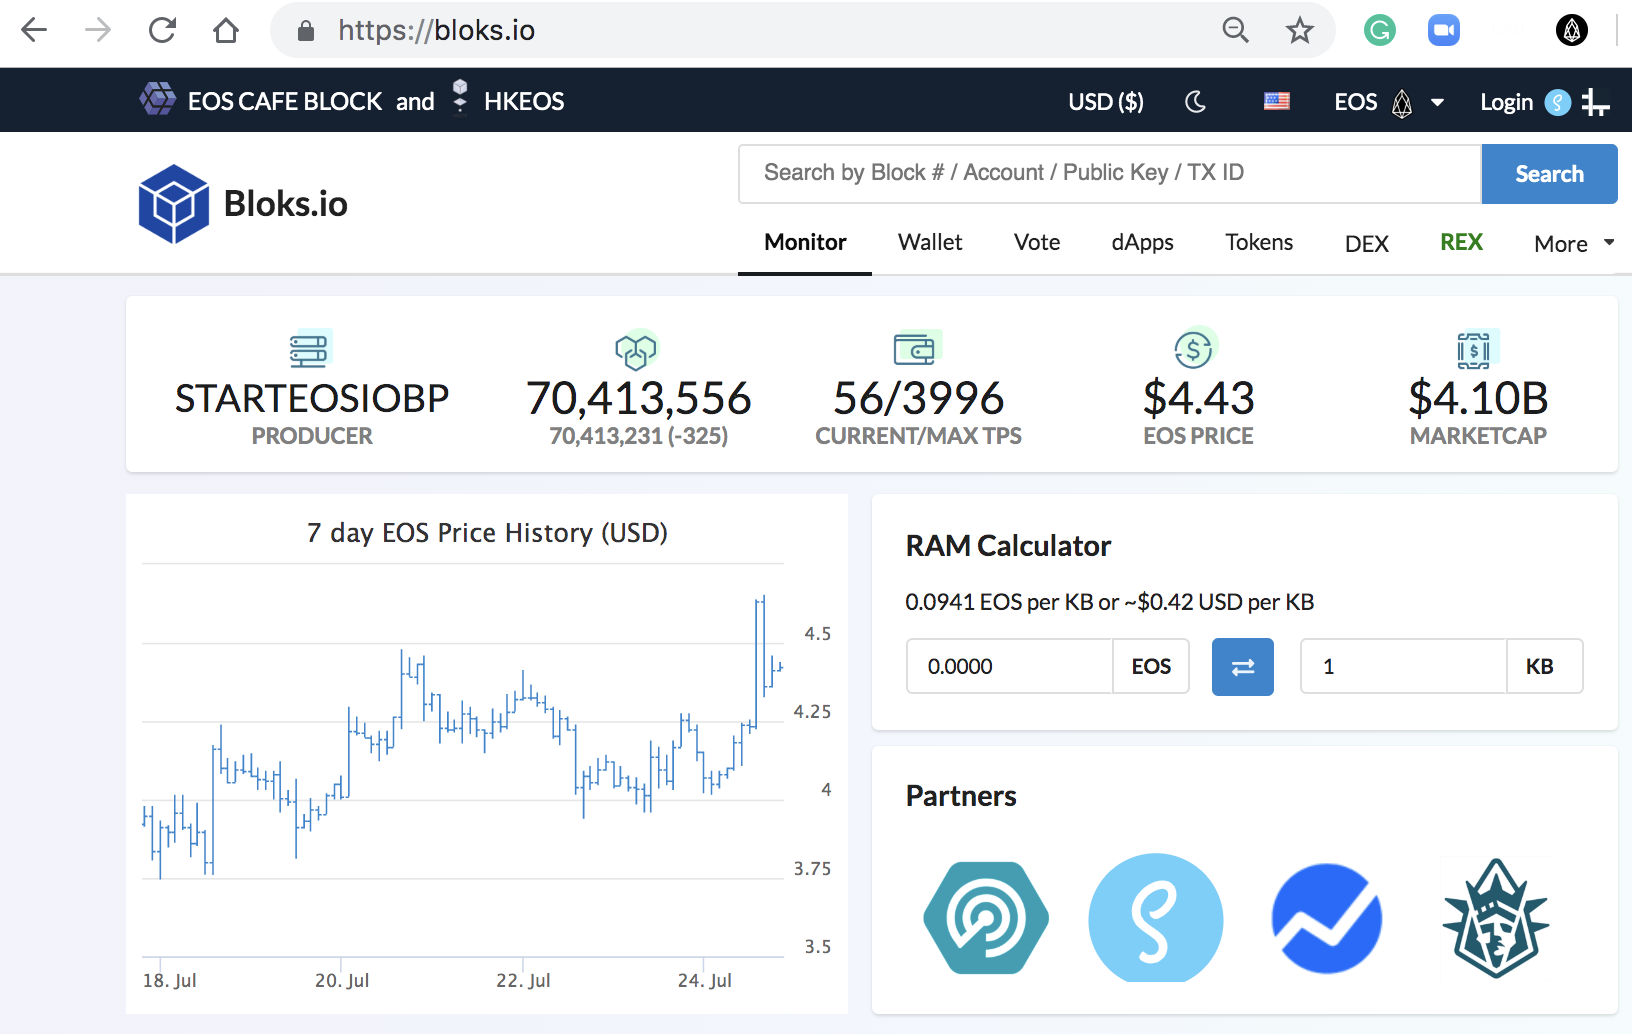 https://bloks.io
EOS CAFE BLOCK and HKEOS
USD ($)
EOS
Login
Bloks.io
Search by Block # / Account / Public Key / TX ID
Search
Monitor
Wallet
Vote
dApps
Tokens
DEX
REX
More
STARTEOSIOBP
PRODUCER
70,413,556
70,413,231 (-325)
56/3996
CURRENT/MAX TPS
$4.43
EOS PRICE
$4.10B
MARKETCAP
7 day EOS Price History (USD)
4.5
4.25
4
3.75
3.5
18. Jul
20. Jul
22. Jul
24. Jul
RAM Calculator
0.0941 EOS per KB or ~$0.42 USD per KB
0.0000 EOS
1 KB
Partners